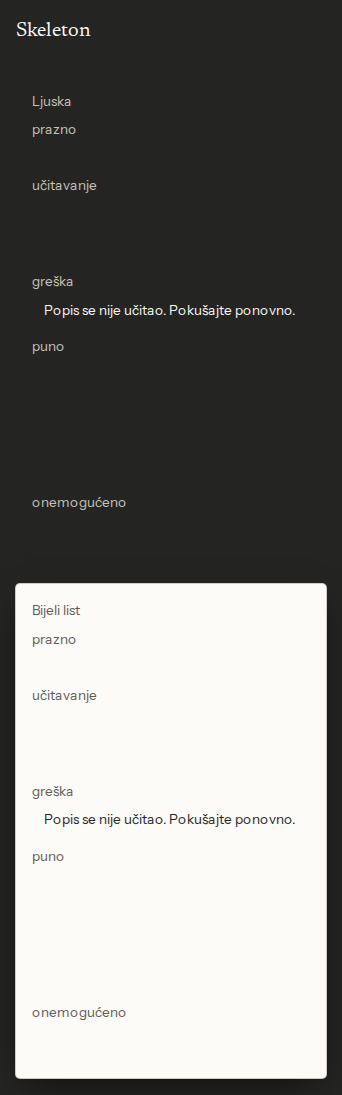 Skeleton
Ljuska
prazno
učitavanje
greška
Popis se nije učitao. Pokušajte ponovno.
puno
onemogućeno
Bijeli list
prazno
učitavanje
greška
Popis se nije učitao. Pokušajte ponovno.
puno
onemogućeno